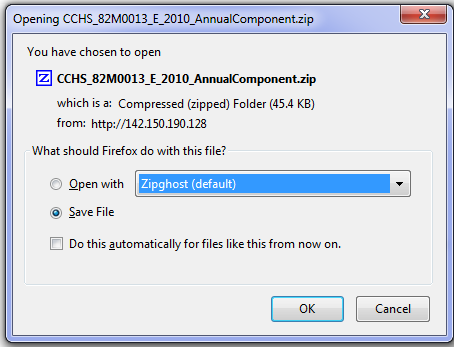 Opening CCHS_82M0013_E_2010_AnnualComponent.zip
You have chosen to open
Z CCHS_82M0013_E_2010_AnnualComponent.zip
which is a: Compressed (zipped) Folder (45.4 KB)
from: http://142.150.190.128
What should Firefox do with this file?
Open with Zipghost (default)
Save File
Do this automatically for files like this from now on.
OK Cancel